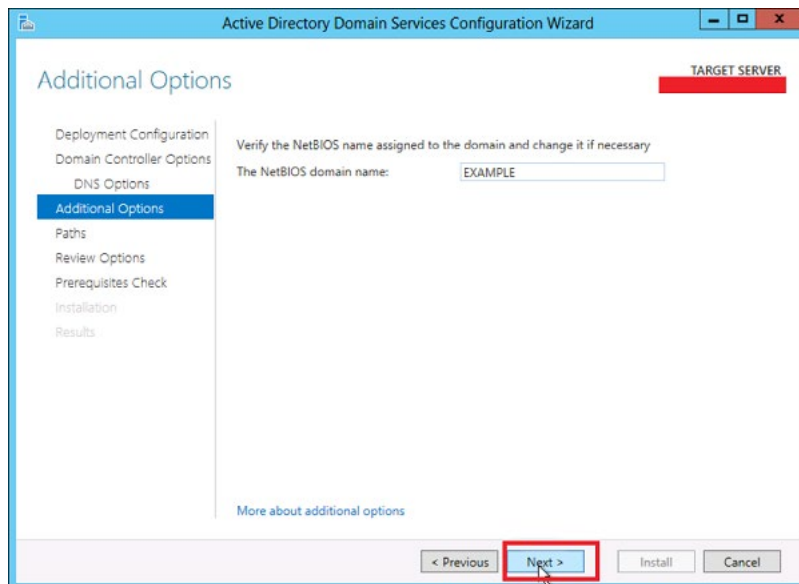 Active Directory Domain Services Configuration Wizard
Additional Options
TARGET SERVER
Deployment Configuration
Domain Controller Options
DNS Options
Additional Options
Paths
Review Options
Prerequisites Check
Installation
Results
Verify the NetBIOS name assigned to the domain and change it if necessary
The NetBIOS domain name: EXAMPLE
More about additional options
< Previous Next > Install Cancel